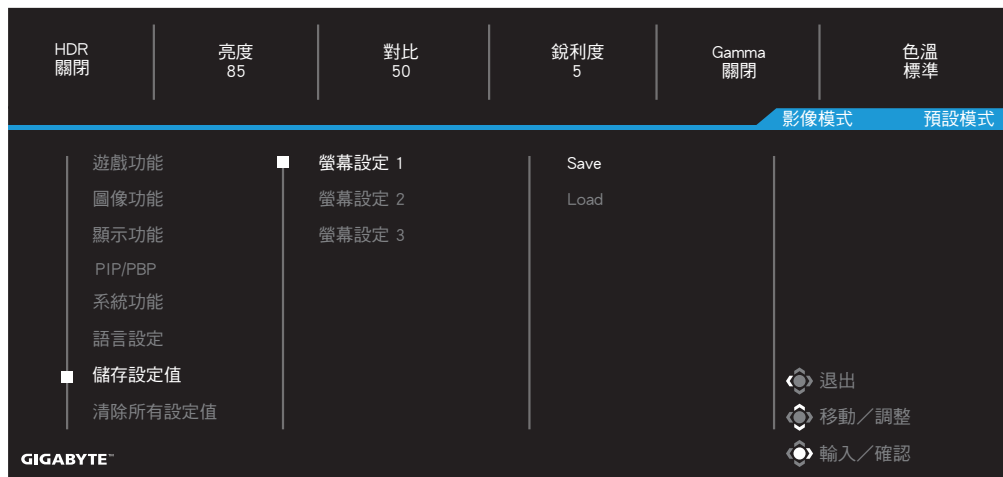 HDR
關閉
亮度
85
對比
50
銳利度
5
Gamma
關閉
色溫
標準
影像模式 預設模式
遊戲功能
圖像功能
顯示功能
PIP/PBP
系統功能
語言設定
儲存設定值
清除所有設定值
螢幕設定 1
螢幕設定 2
螢幕設定 3
Save
Load
退出
移動／調整
輸入／確認
GIGABYTE™